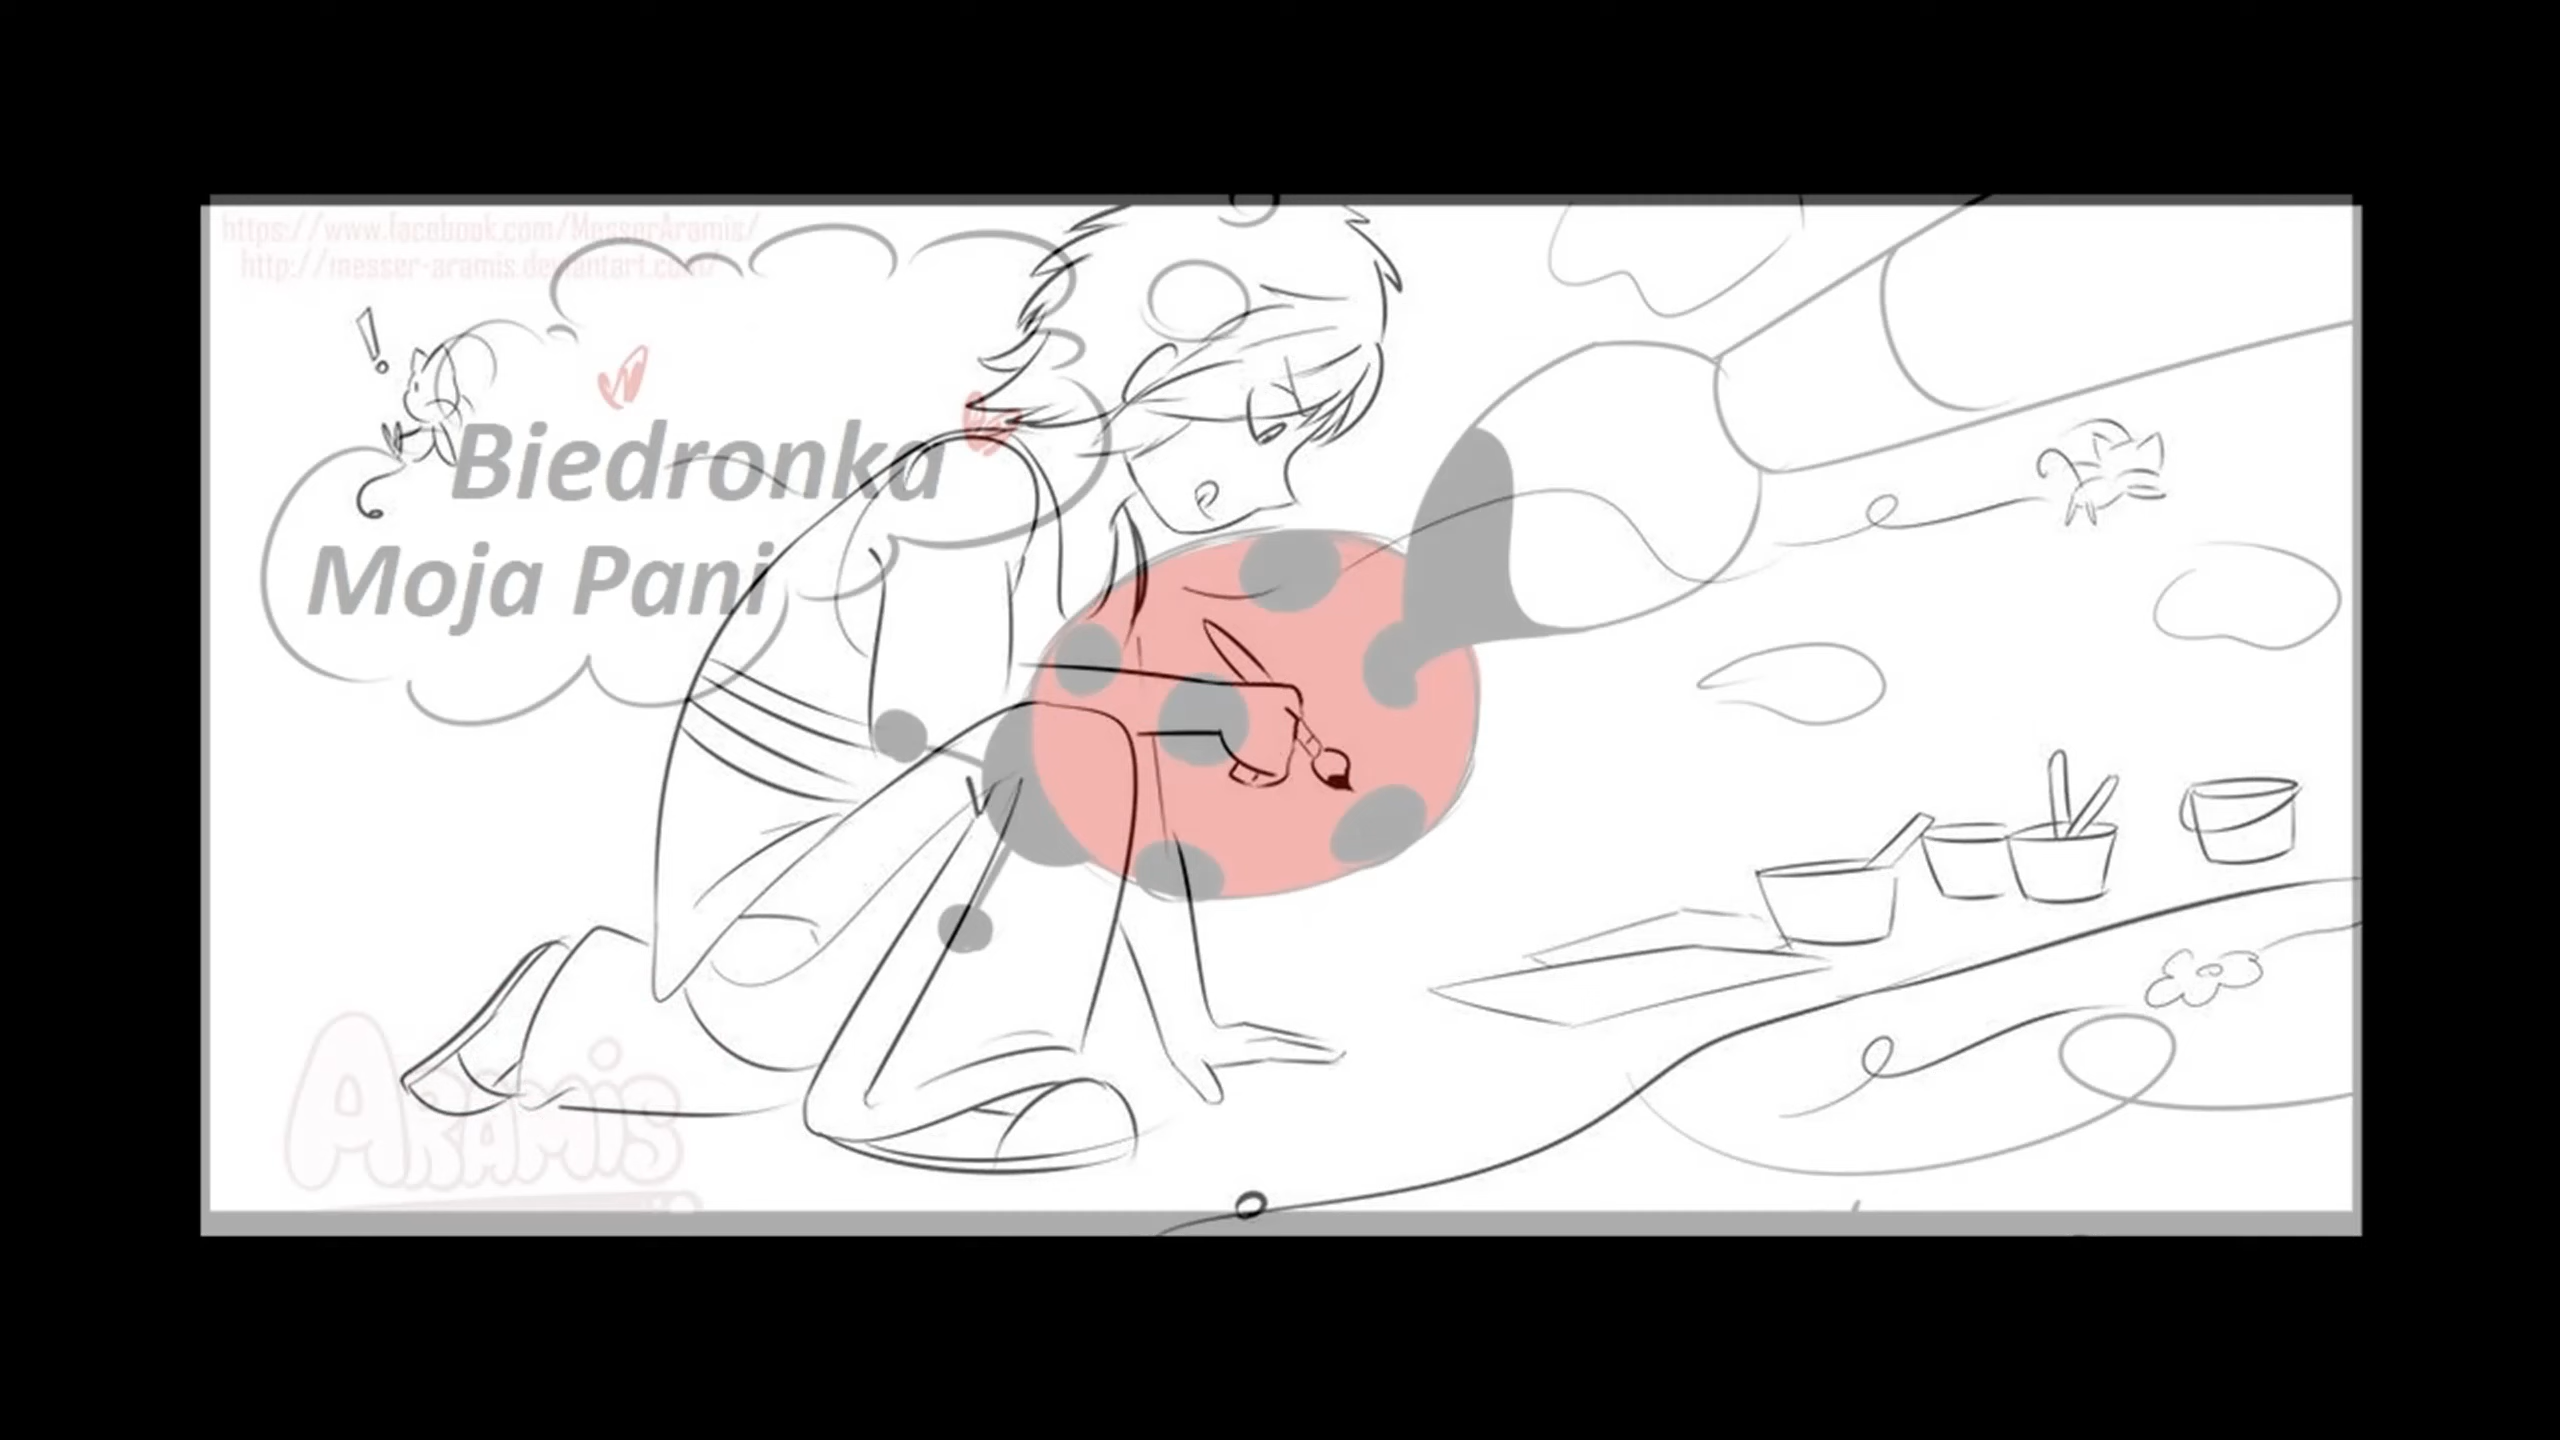 https://www.facebook.com/MesserAramis/
http://messer-aramis.deviantart.com/
!
Biedronka
Moja Pani
ARAMiS